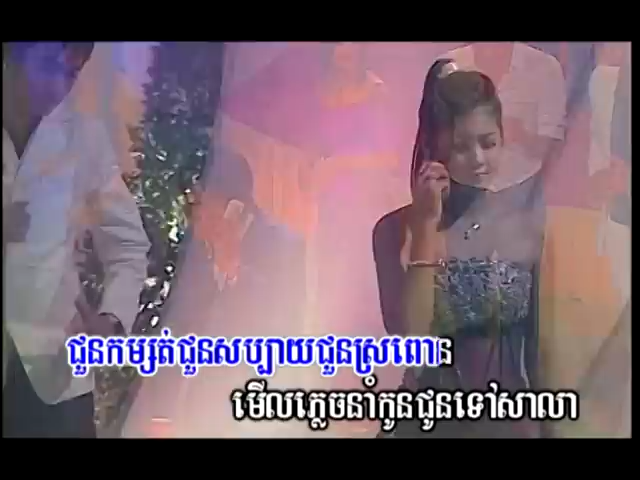 ជួនកម្សត់ជួនសប្បាយជួនស្រពោន
មើលភ្លេចនាំកូនជូនទៅសាលា